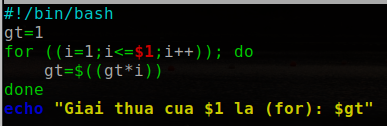 #!/bin/bash
gt=1
for ((i=1;i<=$1;i++)); do
    gt=$((gt*i))
done
echo "Giai thua cua $1 la (for): $gt"